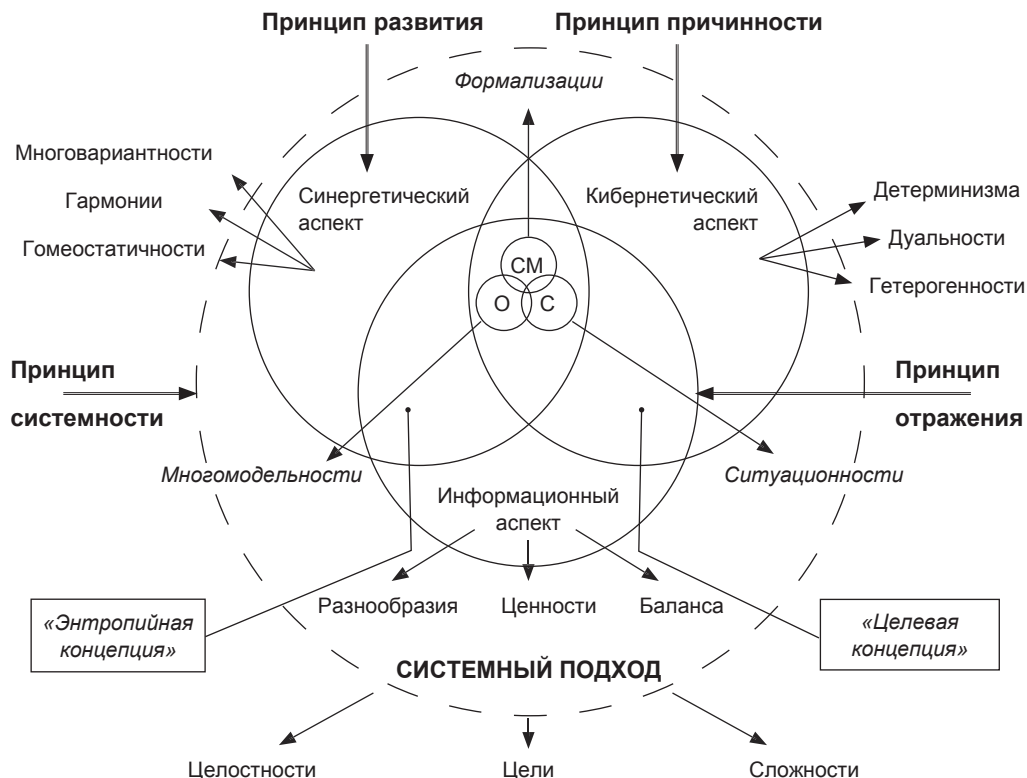 Принцип развития
Принцип причинности
Формализации
Многовариантности
Гармонии
Гомеостатичности
Синергетический
аспект
Кибернетический
аспект
Детерминизма
Дуальности
Гетерогенности
СМ
О
С
Принцип
системности
Принцип
отражения
Многомодельности
Ситуационности
Информационный
аспект
Разнообразия
Ценности
Баланса
«Энтропийная
концепция»
«Целевая
концепция»
СИСТЕМНЫЙ ПОДХОД
Целостности
Цели
Сложности